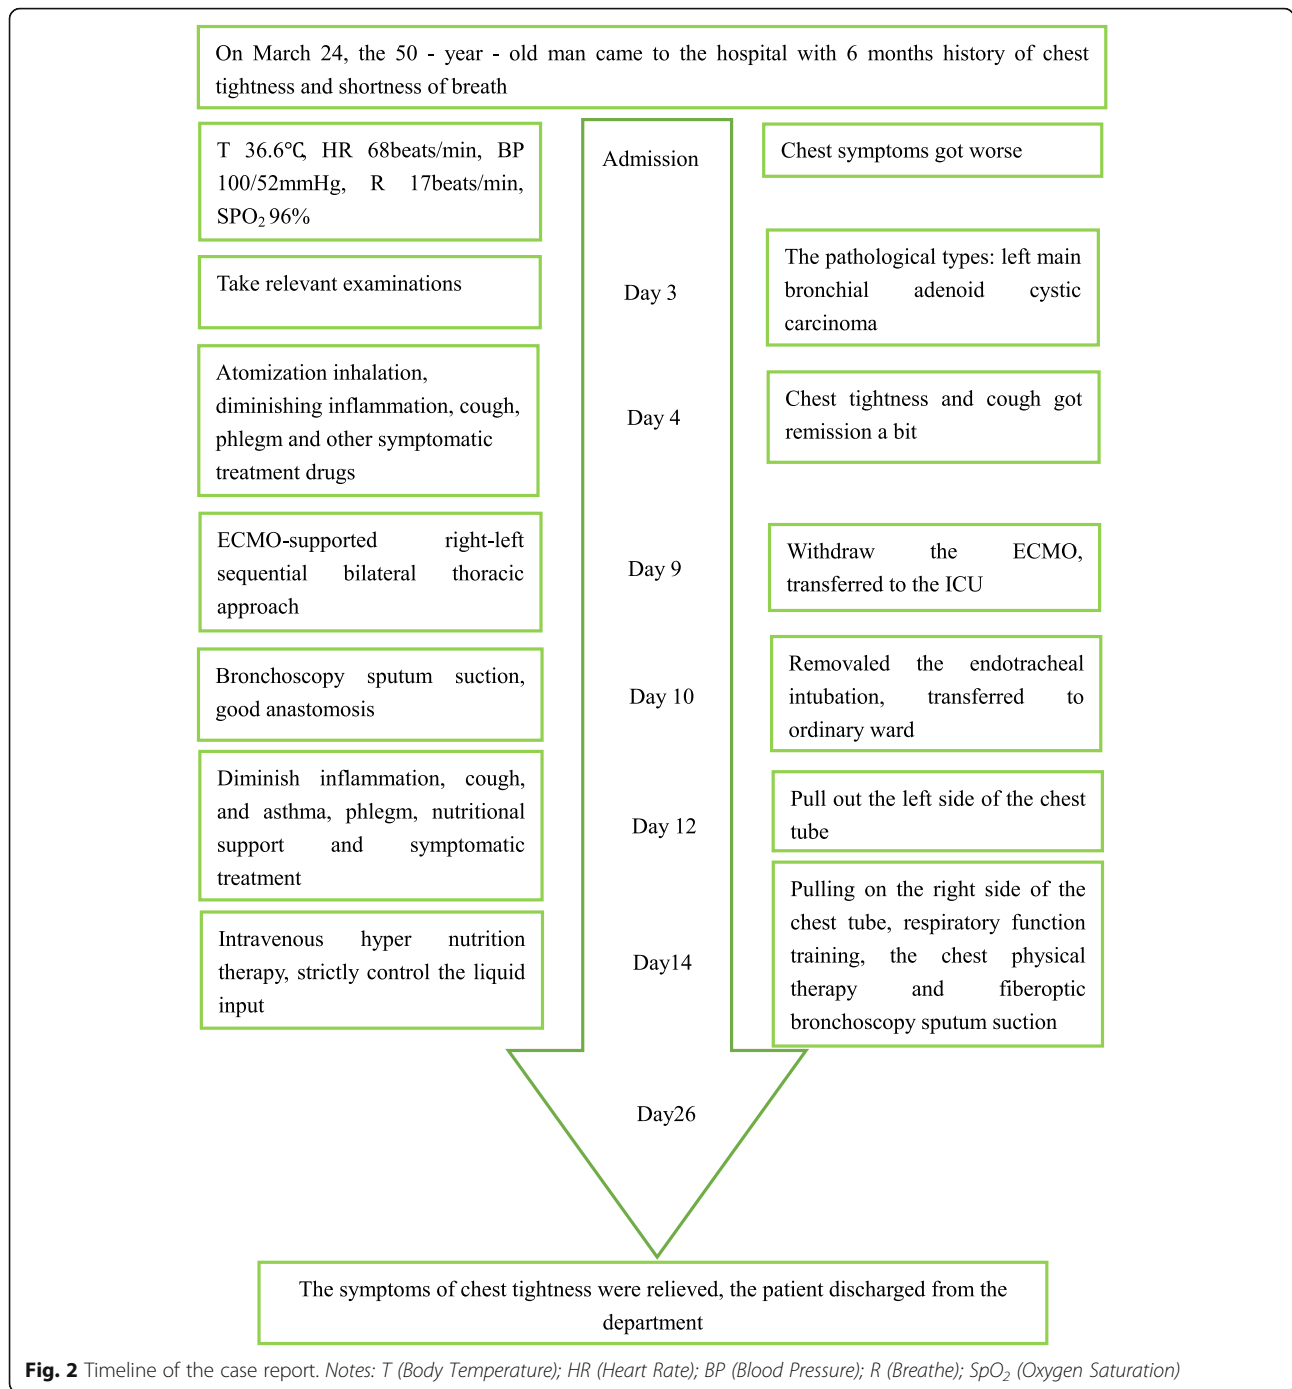 On March 24, the 50 - year - old man came to the hospital with 6 months history of chest
tightness and shortness of breath
T 36.6℃, HR 68beats/min, BP
100/52mmHg, R 17beats/min,
SPO₂ 96%
Admission
Chest symptoms got worse
Take relevant examinations
Day 3
The pathological types: left main
bronchial adenoid cystic
carcinoma
Atomization inhalation,
diminishing inflammation, cough,
phlegm and other symptomatic
treatment drugs
Day 4
Chest tightness and cough got
remission a bit
ECMO-supported right-left
sequential bilateral thoracic
approach
Day 9
Withdraw the ECMO,
transferred to the ICU
Bronchoscopy sputum suction,
good anastomosis
Day 10
Removaled the endotracheal
intubation, transferred to
ordinary ward
Diminish inflammation, cough,
and asthma, phlegm, nutritional
support and symptomatic
treatment
Day 12
Pull out the left side of the chest
tube
Intravenous hyper nutrition
therapy, strictly control the liquid
input
Day14
Pulling on the right side of the
chest tube, respiratory function
training, the chest physical
therapy and fiberoptic
bronchoscopy sputum suction
Day26
The symptoms of chest tightness were relieved, the patient discharged from the
department
Fig. 2 Timeline of the case report. Notes: T (Body Temperature); HR (Heart Rate); BP (Blood Pressure); R (Breathe); SpO₂ (Oxygen Saturation)